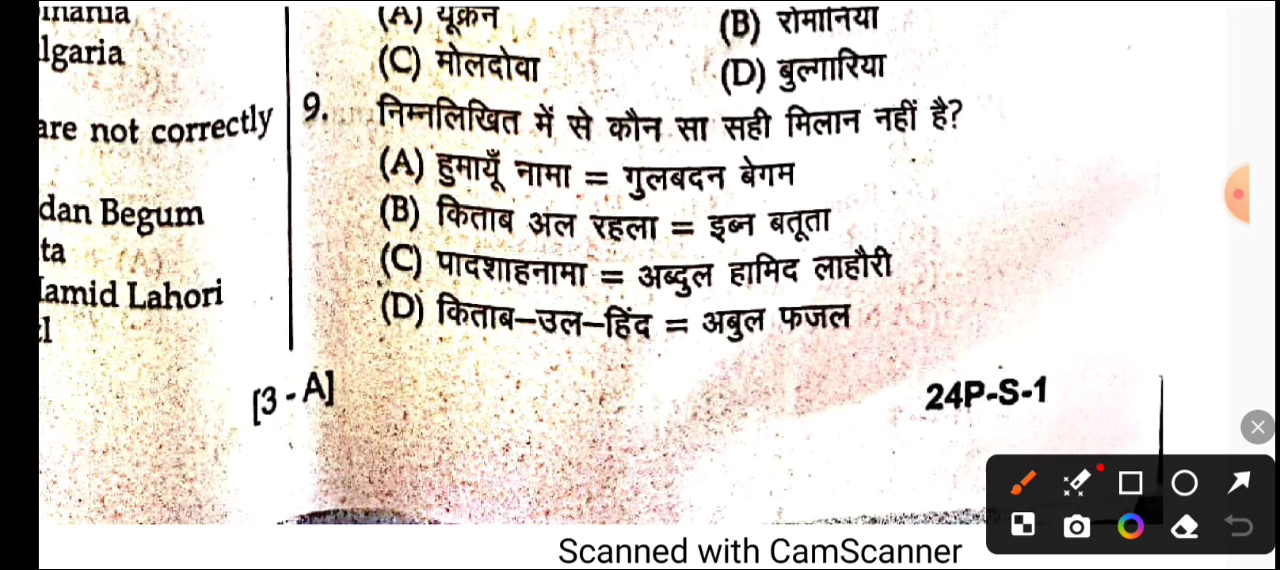 lgaria
are not correctly
dan Begum
ta
Hamid Lahori
(A) यूक्रेन
(B) रोमानिया
(C) मोलदोवा
(D) बुल्गारिया
9. निम्नलिखित में से कौन सा सही मिलान नहीं है?
(A) हुमायूँ नामा = गुलबदन बेगम
(B) किताब अल रहला = इब्न बतूता
(C) पादशाहनामा = अब्दुल हामिद लाहौरी
(D) किताब-उल-हिंद = अबुल फजल
[3 - A]
24P-S-1
Scanned with CamScanner